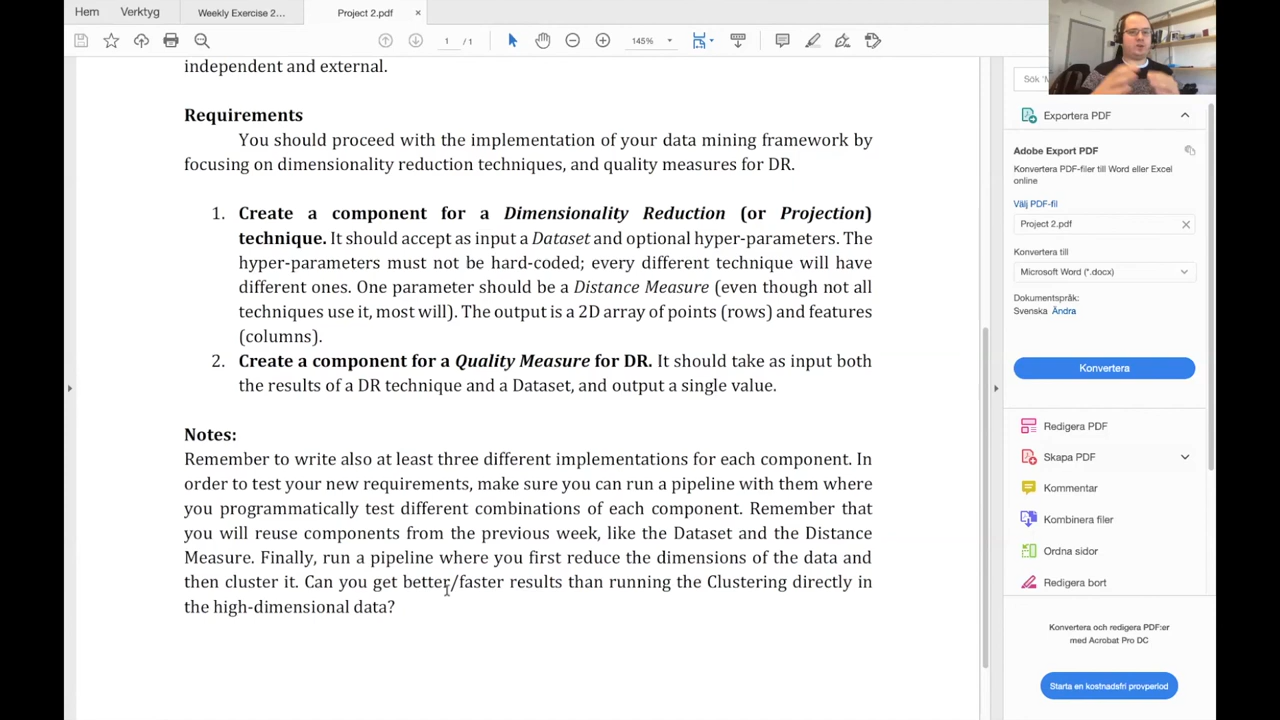 Hem
Verktyg
Weekly Exercise 2...
Project 2.pdf
×
1
/ 1
145%
independent and external.
Requirements
You should proceed with the implementation of your data mining framework by
focusing on dimensionality reduction techniques, and quality measures for DR.
1. Create a component for a Dimensionality Reduction (or Projection)
technique. It should accept as input a Dataset and optional hyper-parameters. The
hyper-parameters must not be hard-coded; every different technique will have
different ones. One parameter should be a Distance Measure (even though not all
techniques use it, most will). The output is a 2D array of points (rows) and features
(columns).
2. Create a component for a Quality Measure for DR. It should take as input both
the results of a DR technique and a Dataset, and output a single value.
Notes:
Remember to write also at least three different implementations for each component. In
order to test your new requirements, make sure you can run a pipeline with them where
you programmatically test different combinations of each component. Remember that
you will reuse components from the previous week, like the Dataset and the Distance
Measure. Finally, run a pipeline where you first reduce the dimensions of the data and
then cluster it. Can you get better/faster results than running the Clustering directly in
the high-dimensional data?
Sök '
Exportera PDF
Adobe Export PDF
Konvertera PDF-filer till Word eller Excel
online
Välj PDF-fil
Project 2.pdf
Konvertera till
Microsoft Word (*.docx)
Dokumentspråk:
Svenska Ändra
Konvertera
Redigera PDF
Skapa PDF
Kommentar
Kombinera filer
Ordna sidor
Redigera bort
Konvertera och redigera PDF:er
med Acrobat Pro DC
Starta en kostnadsfri provperiod